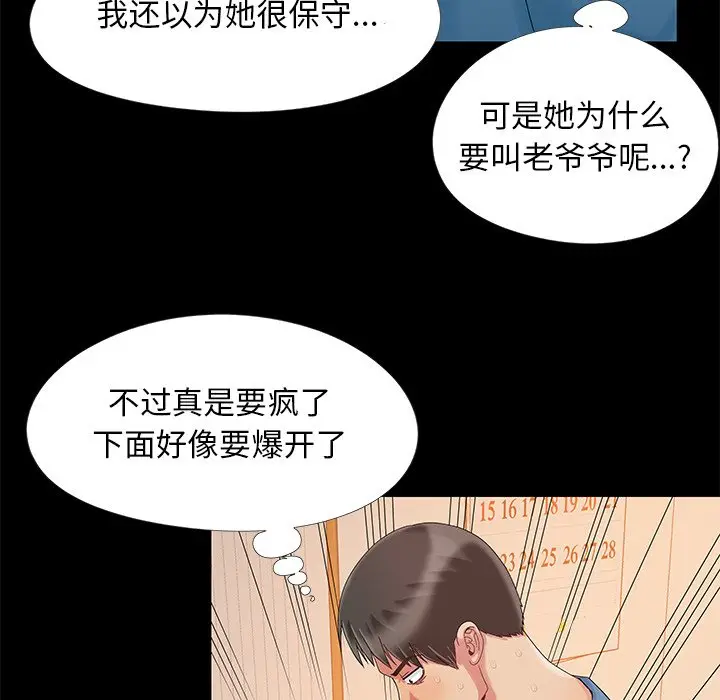 我还以为她很保守...
可是她为什么
要叫老爷爷呢...?
不过真是要疯了
下面好像要爆开了
15 16 17 18 19 20 21
23 24 25 26 27 28